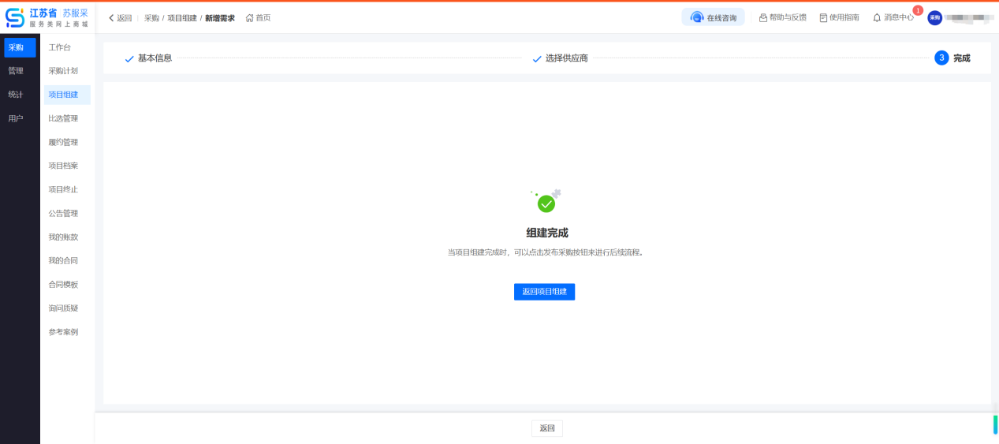 江苏省 苏服采
服务类网上商城
返回 采购 / 项目组建 / 新增需求 首页
在线咨询 帮助与反馈 使用指南 消息中心 1 采购
采购
管理
统计
用户
工作台
采购计划
项目组建
比选管理
履约管理
项目档案
项目终止
公告管理
我的账款
我的合同
合同模板
询问质疑
参考案例
基本信息 选择供应商 3 完成
组建完成
当项目组建完成时，可以点击发布采购按钮来进行后续流程。
返回项目组建
返回